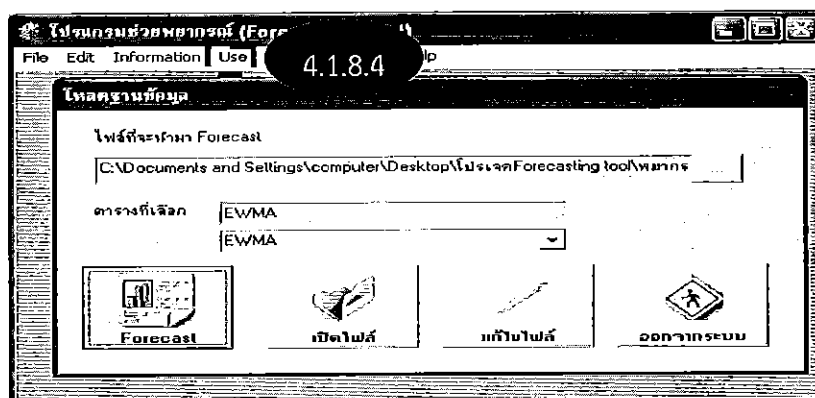 โปรแกรมช่วยพยากรณ์ (Fore
File Edit Information Use lp
4.1.8.4
โหลดฐานข้อมูล
ไฟล์ที่จะนำมา Forecast
C:\Documents and Settings\computer\Desktop\โปรเจคForecasting tool\พยากร ...
ตารางที่เลือก EWMA
EWMA
Forecast เปิดไฟล์ แก้ไขไฟล์ ออกจากระบบ